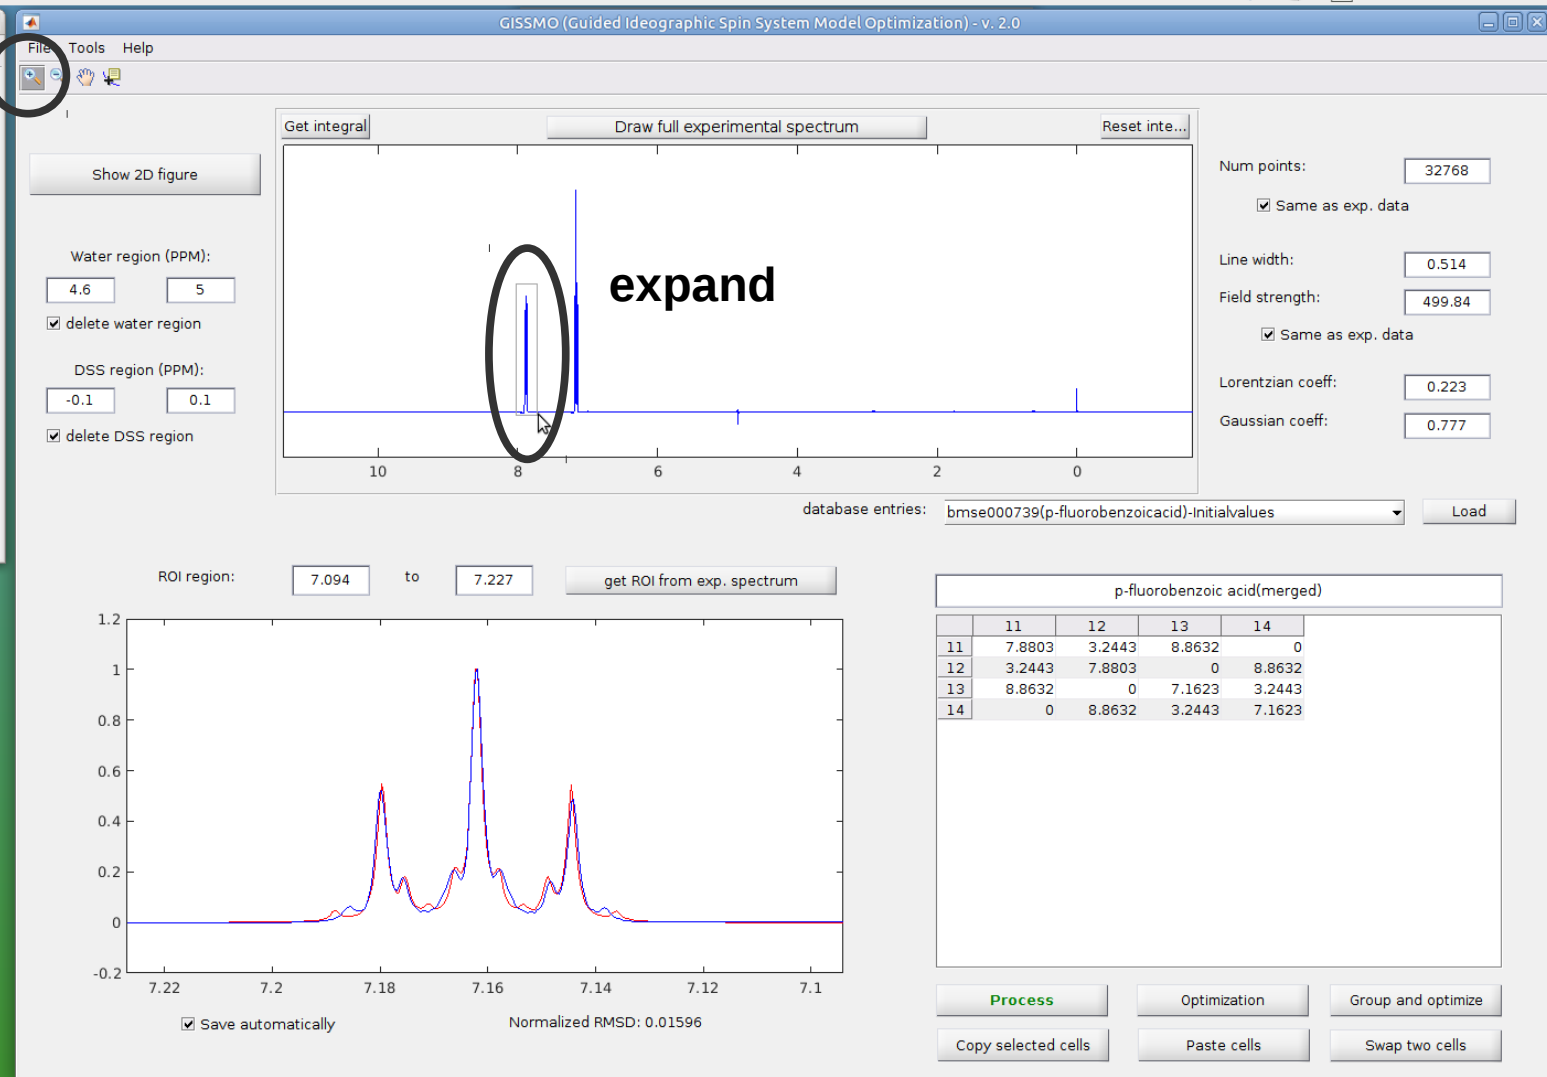 GISSMO (Guided Ideographic Spin System Model Optimization) - v. 2.0
File Tools Help
Get integral Draw full experimental spectrum Reset inte...
Show 2D figure
Water region (PPM):
4.6 5
delete water region
DSS region (PPM):
-0.1 0.1
delete DSS region
expand
10 8 6 4 2 0
Num points: 32768
Same as exp. data
Line width: 0.514
Field strength: 499.84
Same as exp. data
Lorentzian coeff: 0.223
Gaussian coeff: 0.777
database entries: bmse000739(p-fluorobenzoicacid)-Initialvalues Load
ROI region: 7.094 to 7.227 get ROI from exp. spectrum
1.2
1
0.8
0.6
0.4
0.2
0
-0.2
7.22 7.2 7.18 7.16 7.14 7.12 7.1
Save automatically Normalized RMSD: 0.01596
p-fluorobenzoic acid(merged)
11 12 13 14
11 7.8803 3.2443 8.8632 0
12 3.2443 7.8803 0 8.8632
13 8.8632 0 7.1623 3.2443
14 0 8.8632 3.2443 7.1623
Process Optimization Group and optimize
Copy selected cells Paste cells Swap two cells